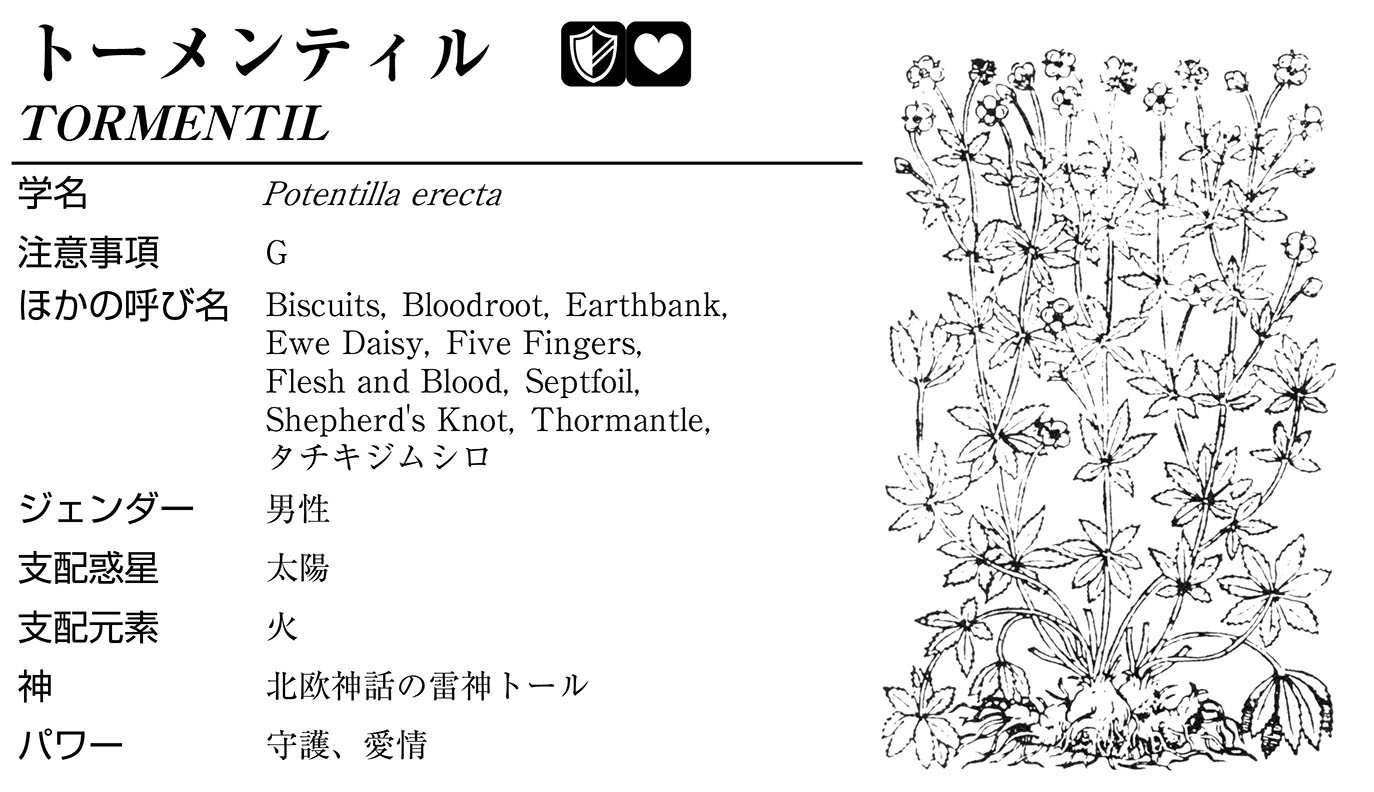 トーメンティル
TORMENTIL
学名 Potentilla erecta
注意事項 G
ほかの呼び名 Biscuits, Bloodroot, Earthbank,
Ewe Daisy, Five Fingers,
Flesh and Blood, Septfoil,
Shepherd's Knot, Thormantle,
タチキジムシロ
ジェンダー 男性
支配惑星 太陽
支配元素 火
神 北欧神話の雷神トール
パワー 守護、愛情